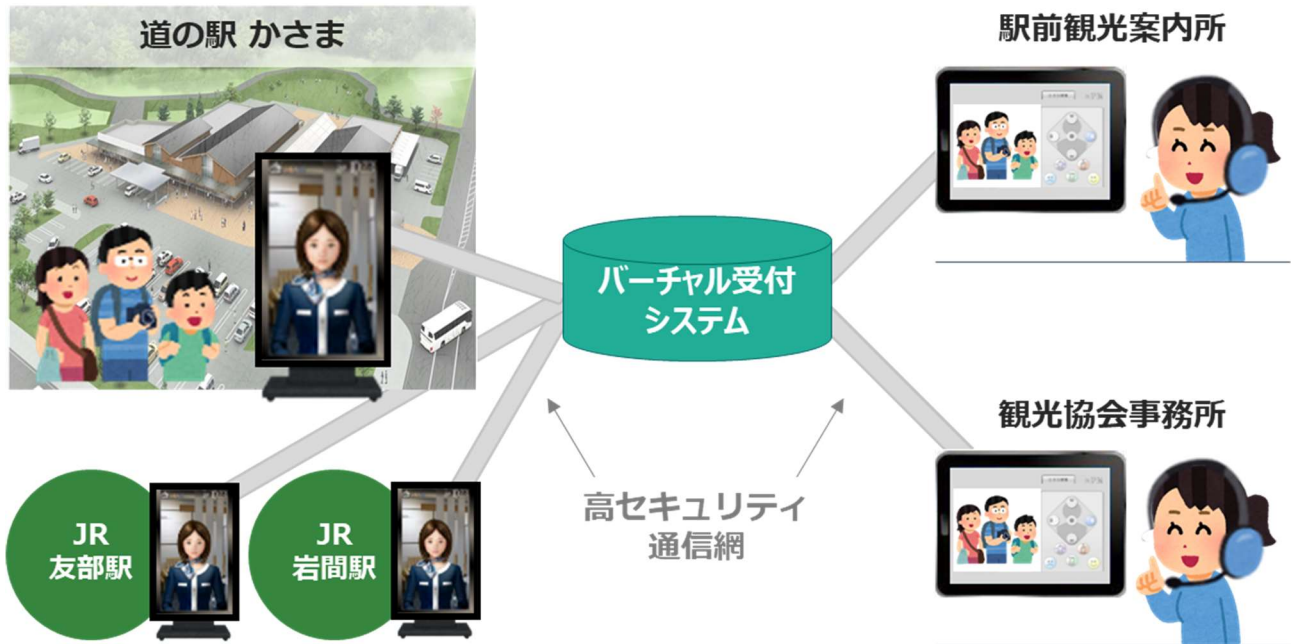 道の駅 かさま
駅前観光案内所
バーチャル受付
システム
観光協会事務所
高セキュリティ
通信網
JR
友部駅
JR
岩間駅